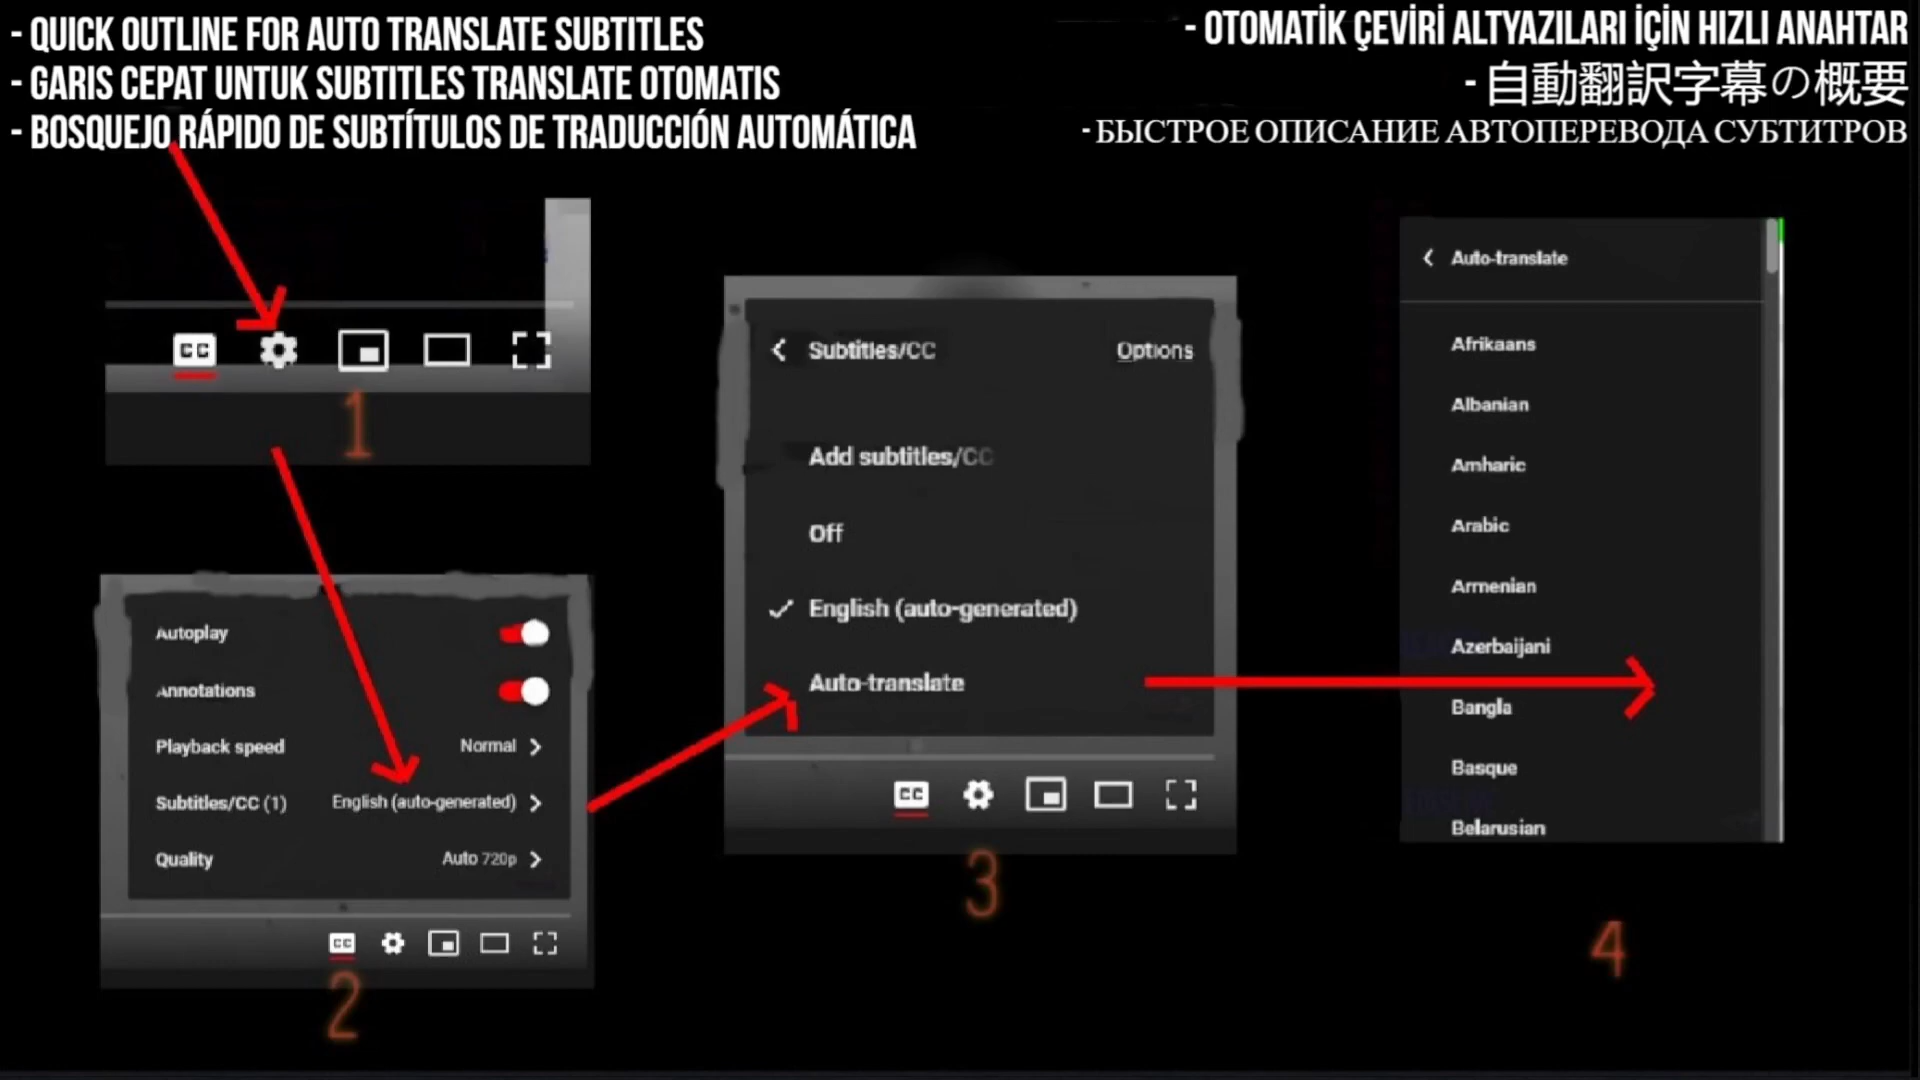 - QUICK OUTLINE FOR AUTO TRANSLATE SUBTITLES
- GARIS CEPAT UNTUK SUBTITLES TRANSLATE OTOMATIS
- BOSQUEJO RÁPIDO DE SUBTÍTULOS DE TRADUCCIÓN AUTOMÁTICA
- OTOMATİK ÇEVİRİ ALTYAZILARI İÇİN HIZLI ANAHTAR
- 自動翻訳字幕の概要
- БЫСТРОЕ ОПИСАНИЕ АВТОПЕРЕВОДА СУБТИТРОВ
CC
1
Autoplay
Annotations
Playback speed Normal
Subtitles/CC (1) English (auto-generated)
Quality Auto 720p
CC
2
Subtitles/CC Options
Add subtitles/CC
Off
English (auto-generated)
Auto-translate
CC
3
Auto-translate
Afrikaans
Albanian
Amharic
Arabic
Armenian
Azerbaijani
Bangla
Basque
Belarusian
4